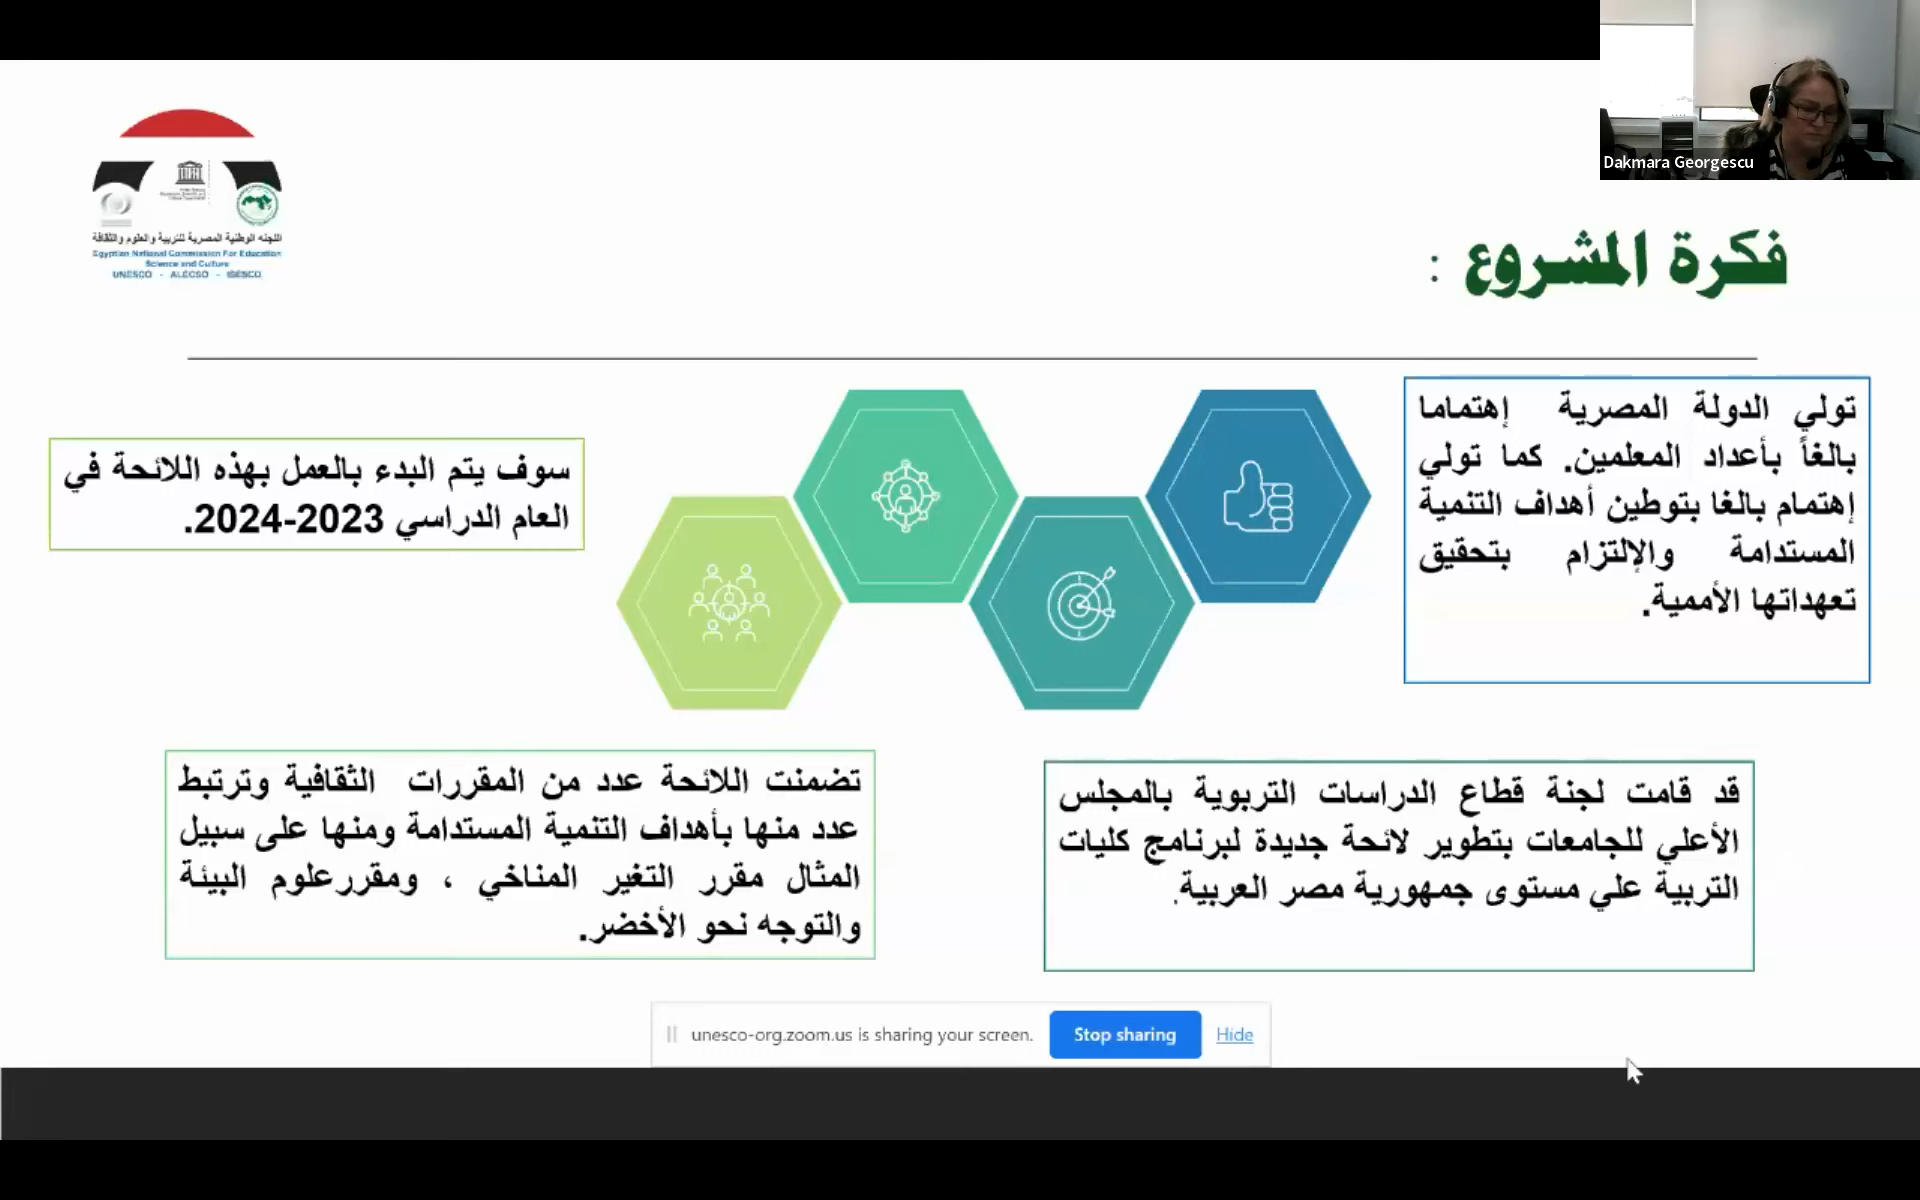 Dakmara Georgescu
اللجنه الوطنية المصرية للتربية والعلوم والثقافة
Egyptian National Commission For Education
Science and Culture
UNESCO - ALECSO - ISESCO
فكرة المشروع :
تولي الدولة المصرية إهتماما
بالغاً بأعداد المعلمين. كما تولي
إهتمام بالغا بتوطين أهداف التنمية
المستدامة والإلتزام بتحقيق
تعهداتها الأممية.
قد قامت لجنة قطاع الدراسات التربوية بالمجلس
الأعلي للجامعات بتطوير لائحة جديدة لبرنامج كليات
التربية علي مستوى جمهورية مصر العربية.
تضمنت اللائحة عدد من المقررات الثقافية وترتبط
عدد منها بأهداف التنمية المستدامة ومنها على سبيل
المثال مقرر التغير المناخي ، ومقررعلوم البيئة
والتوجه نحو الأخضر.
سوف يتم البدء بالعمل بهذه اللائحة في
العام الدراسي 2023-2024.
unesco-org.zoom.us is sharing your screen.
Stop sharing
Hide